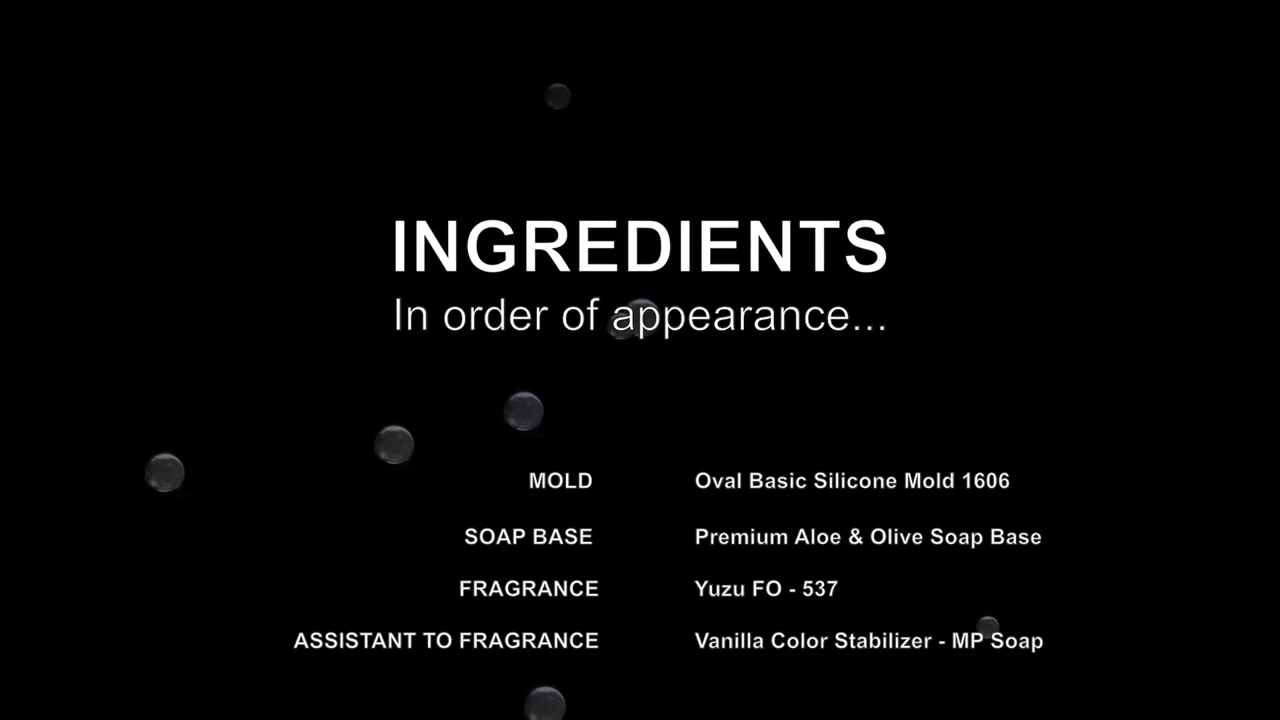 INGREDIENTS
In order of appearance...
MOLD Oval Basic Silicone Mold 1606
SOAP BASE Premium Aloe & Olive Soap Base
FRAGRANCE Yuzu FO - 537
ASSISTANT TO FRAGRANCE Vanilla Color Stabilizer - MP Soap